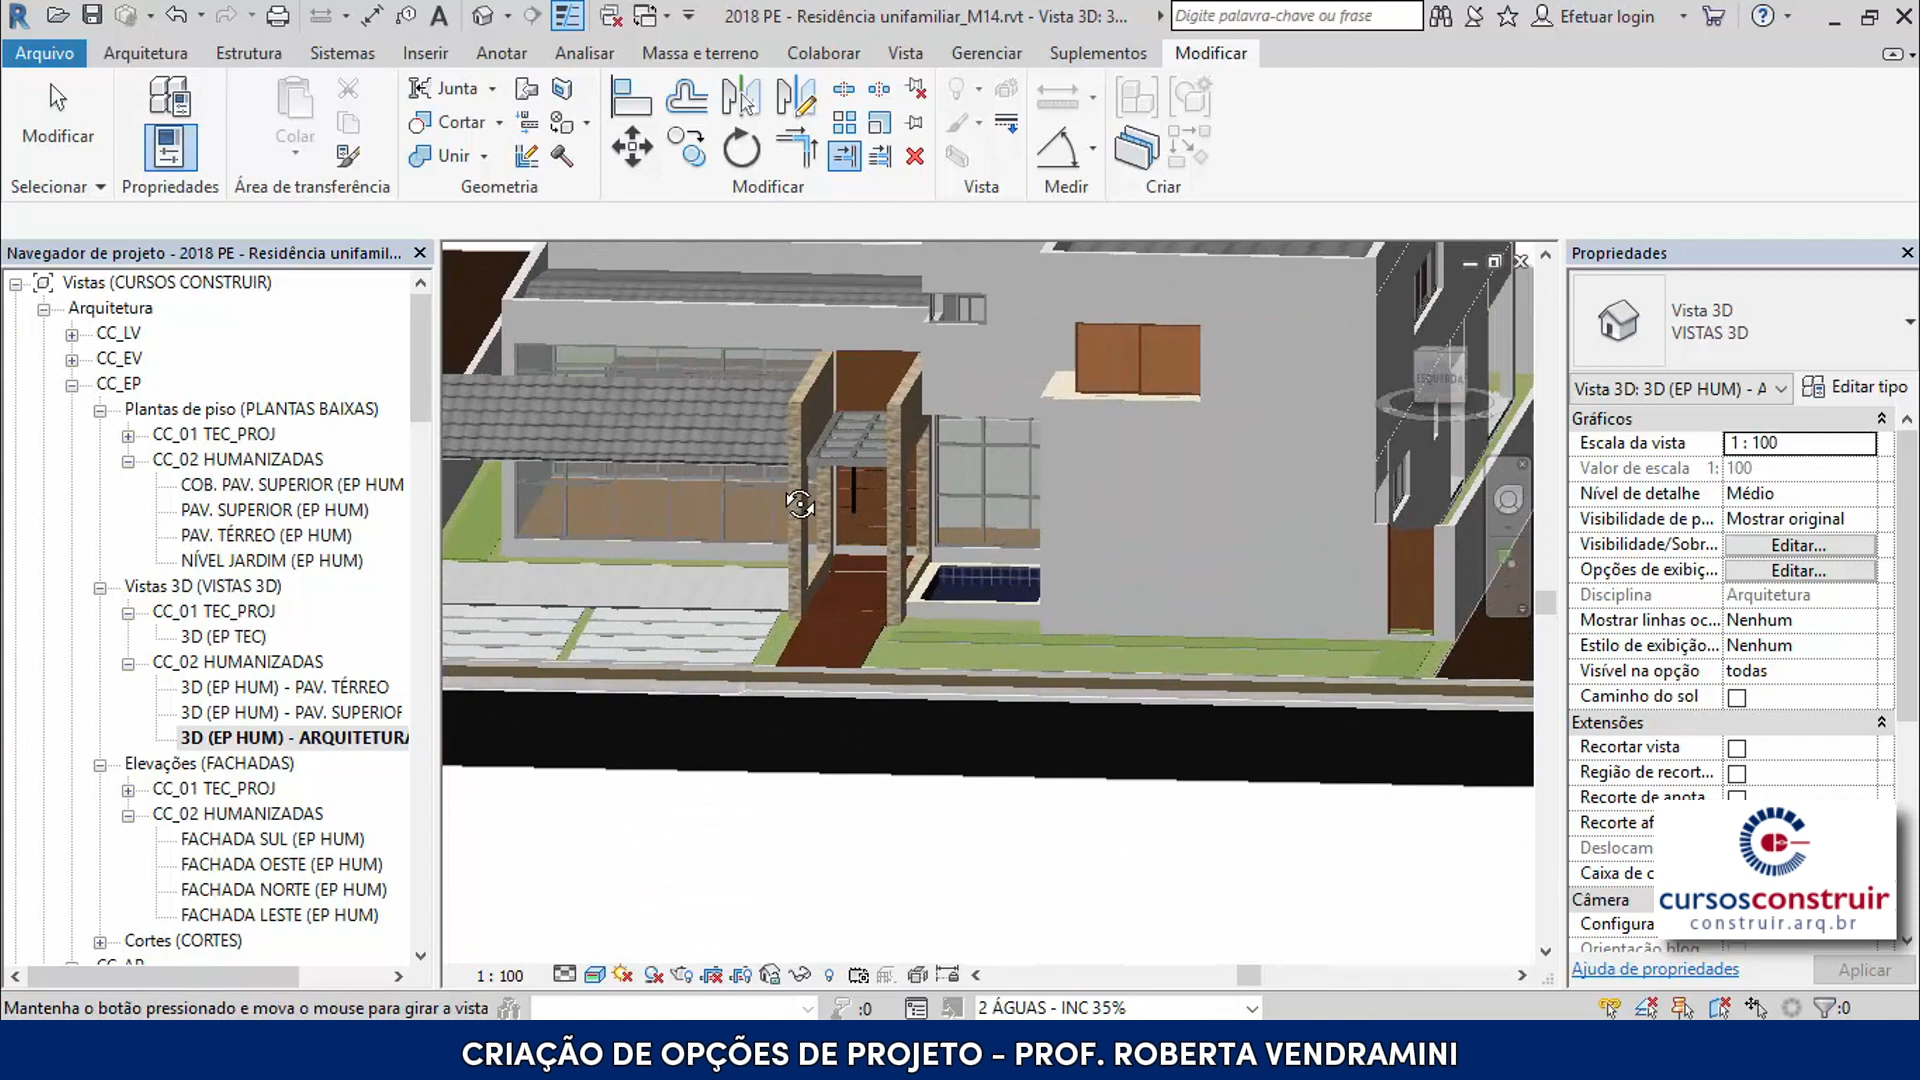 2018 PE - Residência unifamiliar_M14.rvt - Vista 3D: 3...
Digite palavra-chave ou frase
Efetuar login
Arquivo Arquitetura Estrutura Sistemas Inserir Anotar Analisar Massa e terreno Colaborar Vista Gerenciar Suplementos Modificar
Junta
Cortar
Unir
Modificar
Colar
Selecionar
Propriedades
Área de transferência
Geometria
Modificar
Vista
Medir
Criar
Navegador de projeto - 2018 PE - Residência unifamil...
Vistas (CURSOS CONSTRUIR)
Arquitetura
CC_LV
CC_EV
CC_EP
Plantas de piso (PLANTAS BAIXAS)
CC_01 TEC_PROJ
CC_02 HUMANIZADAS
COB. PAV. SUPERIOR (EP HUM
PAV. SUPERIOR (EP HUM)
PAV. TÉRREO (EP HUM)
NÍVEL JARDIM (EP HUM)
Vistas 3D (VISTAS 3D)
CC_01 TEC_PROJ
3D (EP TEC)
CC_02 HUMANIZADAS
3D (EP HUM) - PAV. TÉRREO
3D (EP HUM) - PAV. SUPERIOR
3D (EP HUM) - ARQUITETURA
Elevações (FACHADAS)
CC_01 TEC_PROJ
CC_02 HUMANIZADAS
FACHADA SUL (EP HUM)
FACHADA OESTE (EP HUM)
FACHADA NORTE (EP HUM)
FACHADA LESTE (EP HUM)
Cortes (CORTES)
ESQUERDA
Propriedades
Vista 3D
VISTAS 3D
Vista 3D: 3D (EP HUM) - A
Editar tipo
Gráficos
Escala da vista 1 : 100
Valor de escala 1: 100
Nível de detalhe Médio
Visibilidade de p... Mostrar original
Visibilidade/Sobr... Editar...
Opções de exibiç... Editar...
Disciplina Arquitetura
Mostrar linhas oc... Nenhum
Estilo de exibição... Nenhum
Visível na opção todas
Caminho do sol
Extensões
Recortar vista
Região de recort...
Recorte de anota
Recorte af
Deslocam
Caixa de c
Câmera
Configura
Ajuda de propriedades
Aplicar
cursosconstruir
construir.arq.br
1 : 100
Mantenha o botão pressionado e mova o mouse para girar a vista
:0
2 ÁGUAS - INC 35%
:0
CRIAÇÃO DE OPÇÕES DE PROJETO - PROF. ROBERTA VENDRAMINI